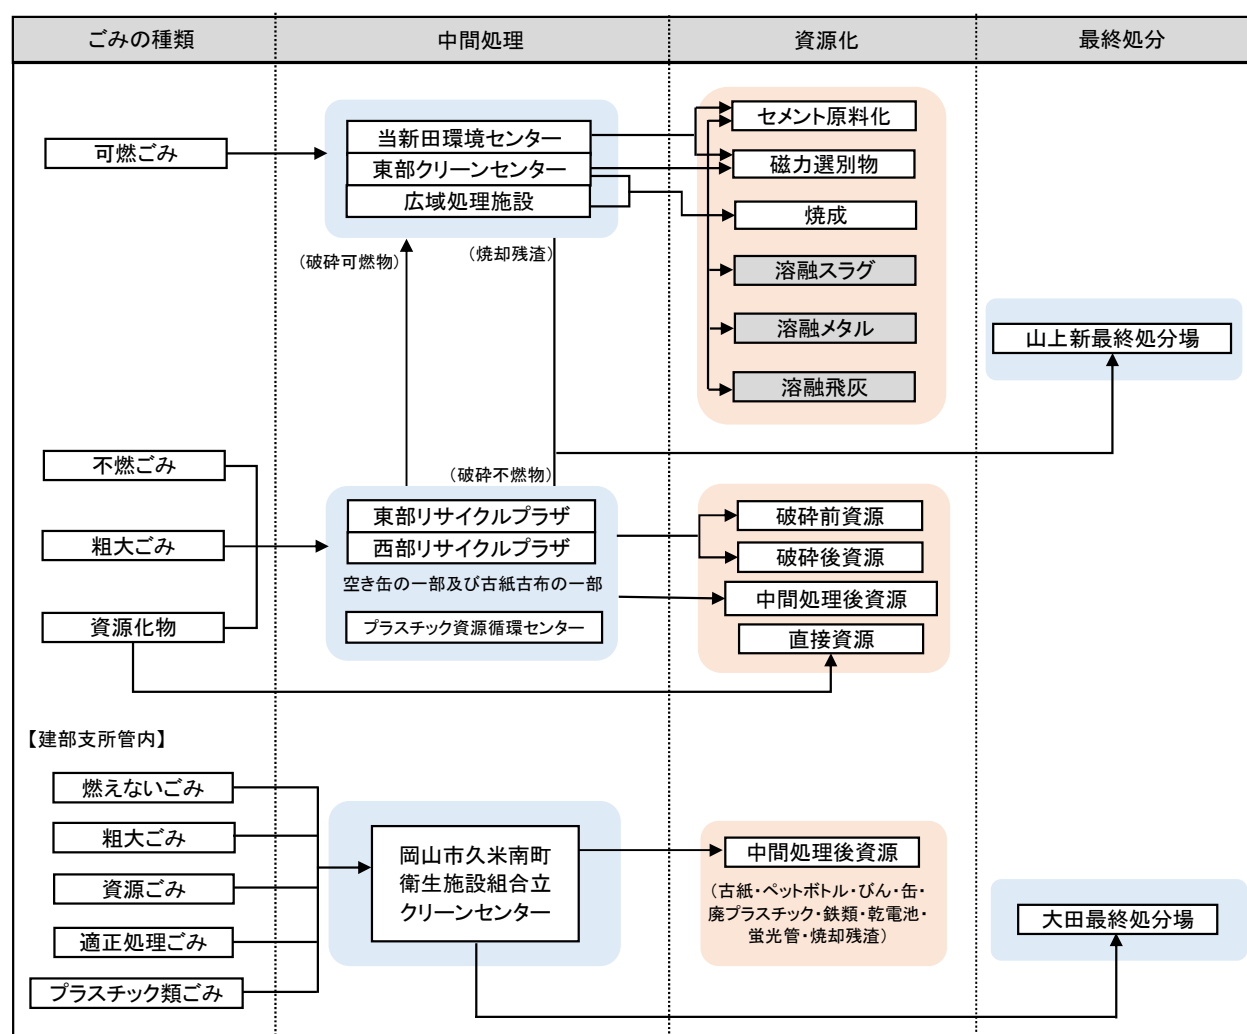 ごみの種類
中間処理
資源化
最終処分
可燃ごみ
当新田環境センター
東部クリーンセンター
広域処理施設
セメント原料化
磁力選別物
焼成
溶融スラグ
溶融メタル
溶融飛灰
（破砕可燃物）
（焼却残渣）
山上新最終処分場
不燃ごみ
粗大ごみ
資源化物
（破砕不燃物）
東部リサイクルプラザ
西部リサイクルプラザ
空き缶の一部及び古紙古布の一部
プラスチック資源循環センター
破砕前資源
破砕後資源
中間処理後資源
直接資源
【建部支所管内】
燃えないごみ
粗大ごみ
資源ごみ
適正処理ごみ
プラスチック類ごみ
岡山市久米南町
衛生施設組合立
クリーンセンター
中間処理後資源
（古紙・ペットボトル・びん・缶・
廃プラスチック・鉄類・乾電池・
蛍光管・焼却残渣）
大田最終処分場